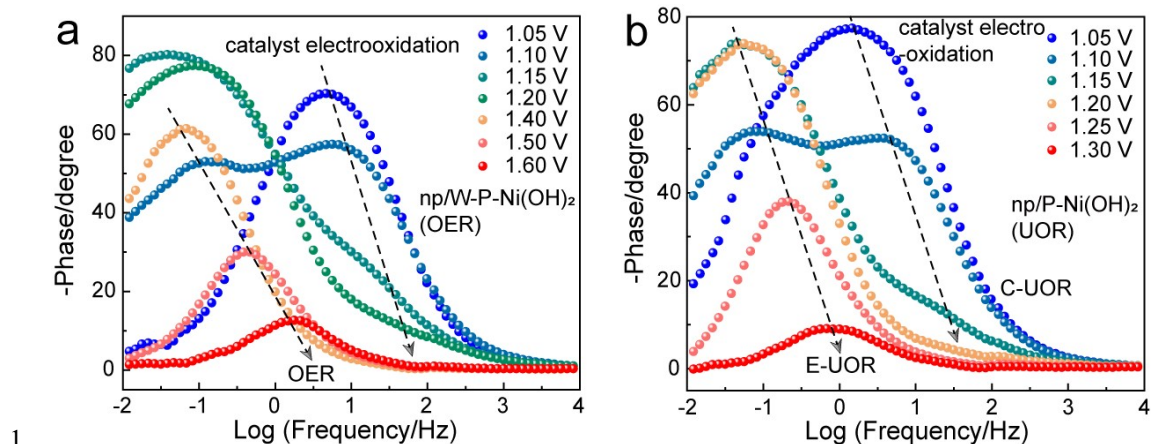 a
catalyst electrooxidation
1.05 V
1.10 V
1.15 V
1.20 V
1.40 V
1.50 V
1.60 V
np/W-P-Ni(OH)₂
(OER)
OER
80
60
40
20
0
-Phase/degree
-2 -1 0 1 2 3 4
Log (Frequency/Hz)
b
catalyst electro
-oxidation
1.05 V
1.10 V
1.15 V
1.20 V
1.25 V
1.30 V
np/P-Ni(OH)₂
(UOR)
C-UOR
E-UOR
80
60
40
20
0
-Phase/degree
-2 -1 0 1 2 3 4
Log (Frequency/Hz)
1